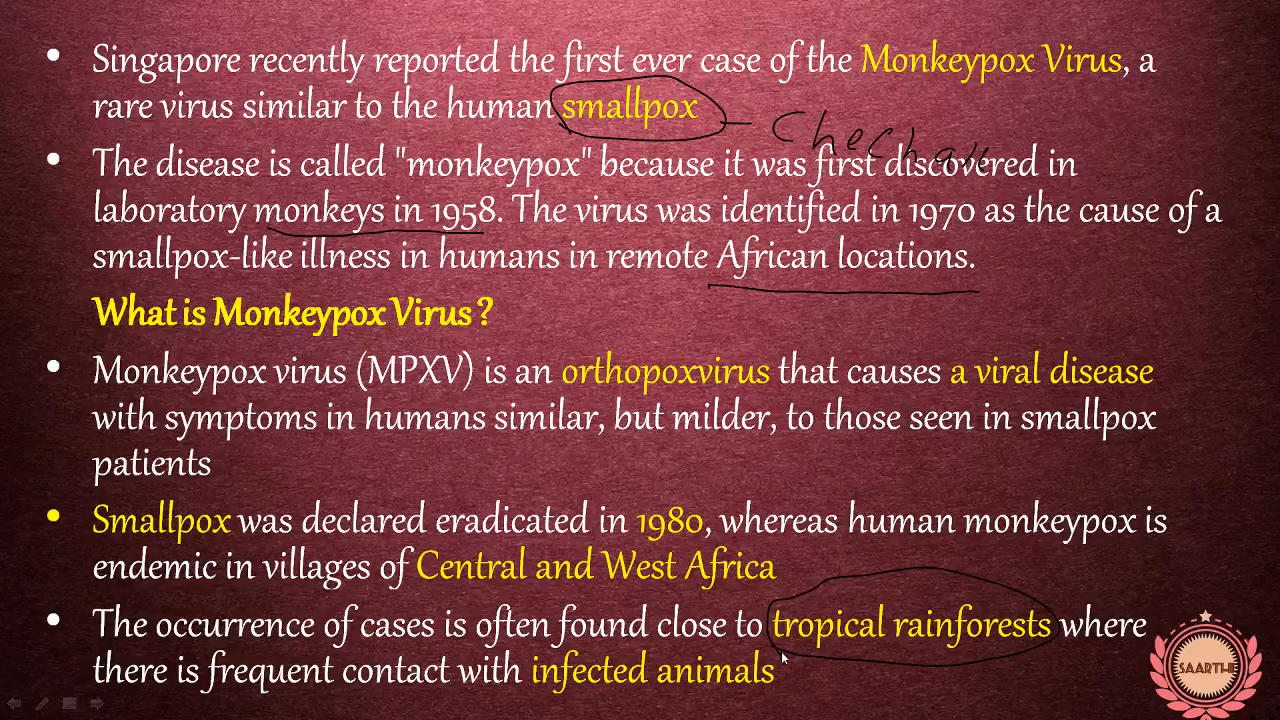 • Singapore recently reported the first ever case of the Monkeypox Virus, a
rare virus similar to the human smallpox
Chechak
• The disease is called "monkeypox" because it was first discovered in
laboratory monkeys in 1958. The virus was identified in 1970 as the cause of a
smallpox-like illness in humans in remote African locations.
What is Monkeypox Virus?
• Monkeypox virus (MPXV) is an orthopoxvirus that causes a viral disease
with symptoms in humans similar, but milder, to those seen in smallpox
patients
• Smallpox was declared eradicated in 1980, whereas human monkeypox is
endemic in villages of Central and West Africa
• The occurrence of cases is often found close to tropical rainforests where
there is frequent contact with infected animals
SAARTHI